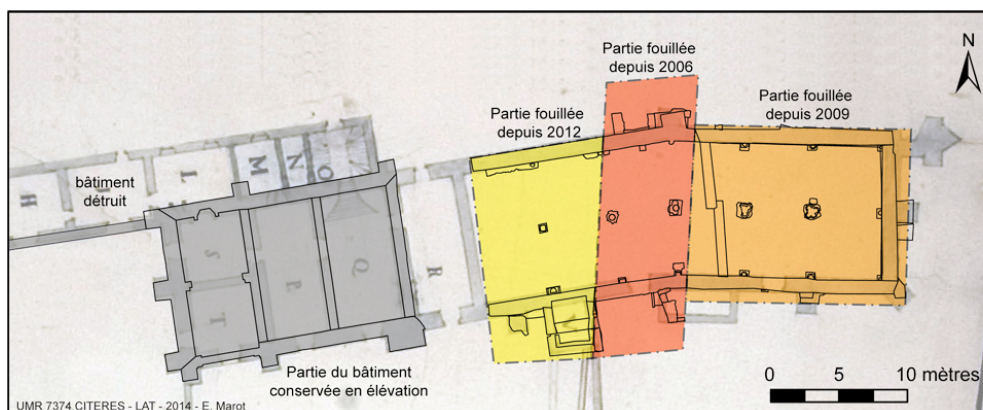 Partie fouillée
depuis 2006
N
Partie fouillée
depuis 2012
Partie fouillée
depuis 2009
bâtiment
détruit
H
L
M
N
O
S
T
Q
R
Partie du bâtiment
conservée en élévation
0 5 10 mètres
UMR 7374 CITERES - LAT - 2014 - E. Marot